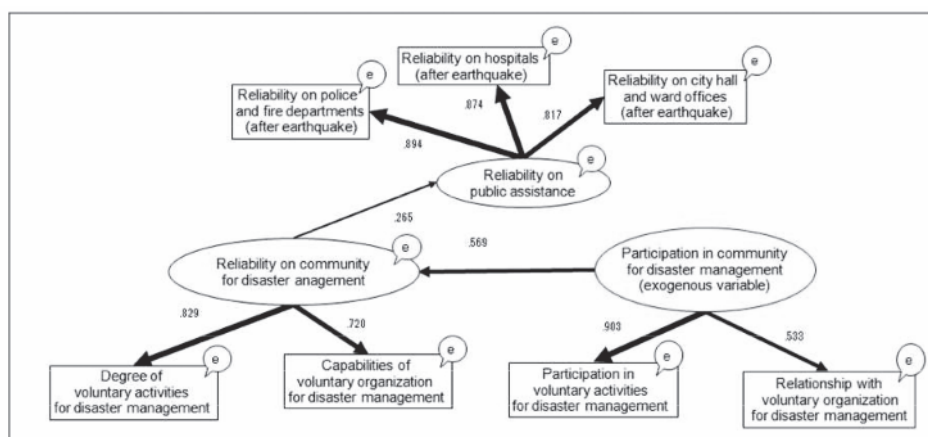 e
Reliability on hospitals
(after earthquake)
e
Reliability on police
and fire departments
(after earthquake)
e
Reliability on city hall
and ward offices
(after earthquake)
.874
.817
.894
e
Reliability on
public assistance
.265
e
Reliability on community
for disaster anagement
.569
Participation in community
for disaster management
(exogenous variable)
.829
.720
.903
.533
e
Degree of
voluntary activities
for disaster management
e
Capabilities of
voluntary organization
for disaster management
e
Participation in
voluntary activities
for disaster management
e
Relationship with
voluntary organization
for disaster management